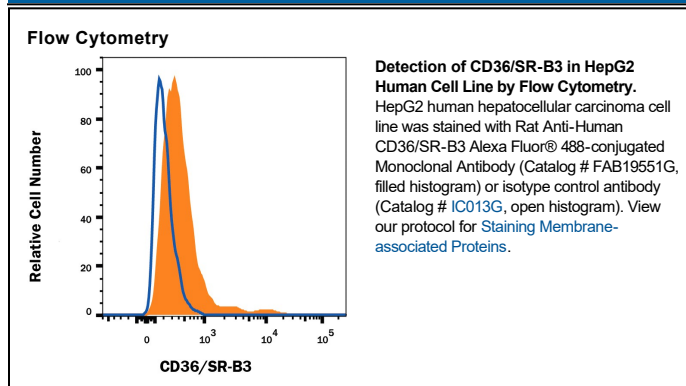 Flow Cytometry
Detection of CD36/SR-B3 in HepG2
Human Cell Line by Flow Cytometry.
HepG2 human hepatocellular carcinoma cell
line was stained with Rat Anti-Human
CD36/SR-B3 Alexa Fluor® 488-conjugated
Monoclonal Antibody (Catalog # FAB19551G,
filled histogram) or isotype control antibody
(Catalog # IC013G, open histogram). View
our protocol for Staining Membrane-
associated Proteins.
Relative Cell Number
100
80
60
40
20
0
0 10^3 10^4 10^5
CD36/SR-B3